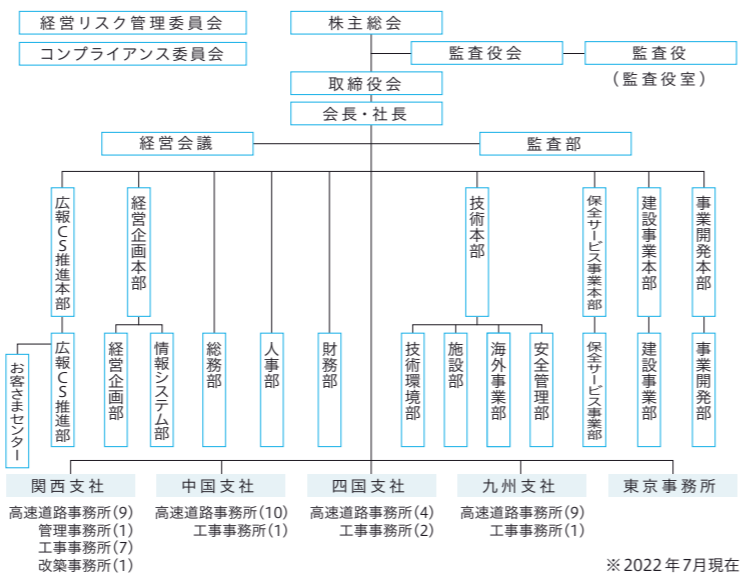 経営リスク管理委員会
株主総会
コンプライアンス委員会
監査役会
監査役
(監査役室)
取締役会
会長・社長
経営会議
監査部
広報CS推進本部
経営企画本部
技術本部
保全サービス事業本部
建設事業本部
事業開発本部
お客さまセンター
広報CS推進部
経営企画部
情報システム部
総務部
人事部
財務部
技術環境部
施設部
海外事業部
安全管理部
保全サービス事業部
建設事業部
事業開発部
関西支社
高速道路事務所(9)
管理事務所(1)
工事事務所(7)
改築事務所(1)
中国支社
高速道路事務所(10)
工事事務所(1)
四国支社
高速道路事務所(4)
工事事務所(2)
九州支社
高速道路事務所(9)
工事事務所(1)
東京事務所
※2022年7月現在